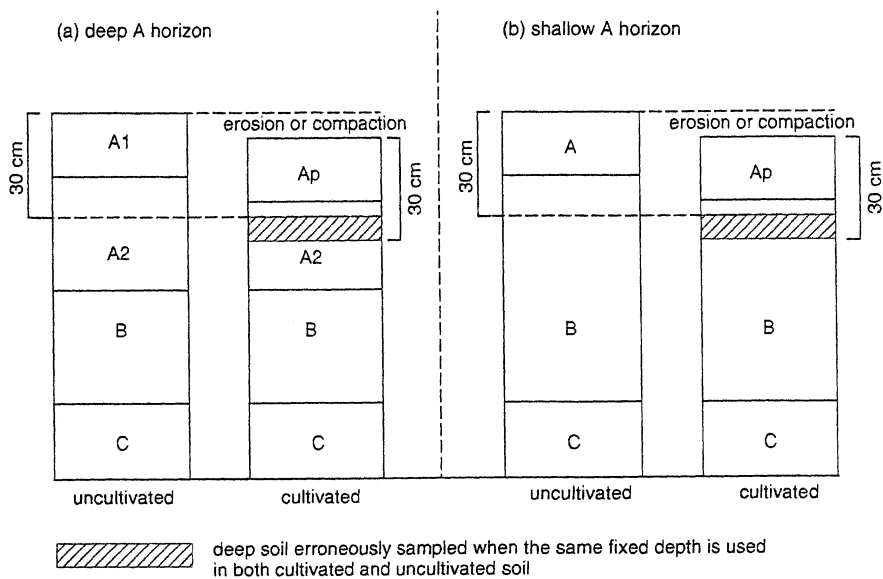 (a) deep A horizon
30 cm
A1
A2
B
C
uncultivated
erosion or compaction
Ap
A2
B
C
cultivated
30 cm
(b) shallow A horizon
30 cm
A
B
C
uncultivated
erosion or compaction
Ap
B
C
cultivated
30 cm
deep soil erroneously sampled when the same fixed depth is used
in both cultivated and uncultivated soil